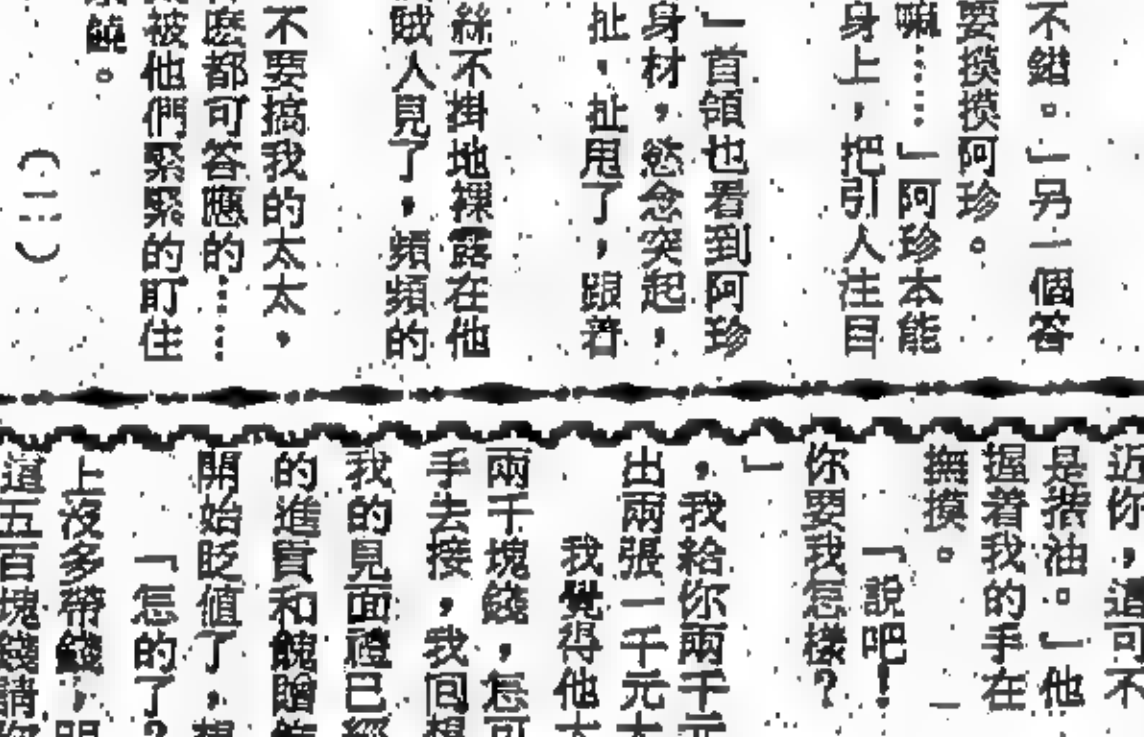 不錯。」另一個答
要摸摸阿珍。
嘛……」阿珍本能
身上，把引人注目
」首領也看到阿珍
身材，慾念突起，
扯，扯甩了，跟着
絲不掛地裸露在他
賊人見了，頻頻的
不要搞我的太太，
麽都可答應的……
被他們緊緊的盯住
饒。
（二）
近你，這可不
是揩油。」他
握着我的手在
撫摸。
「說吧！
你要我怎樣？
」
，我給你兩千元
出兩張一千元
我覺得他
兩千塊錢，怎可
手去接，我回想
我的見面禮已經
的進貢和餽贈
開始眨值了，
「怎的了？
上沒多帶錢，明
這五百塊錢請你